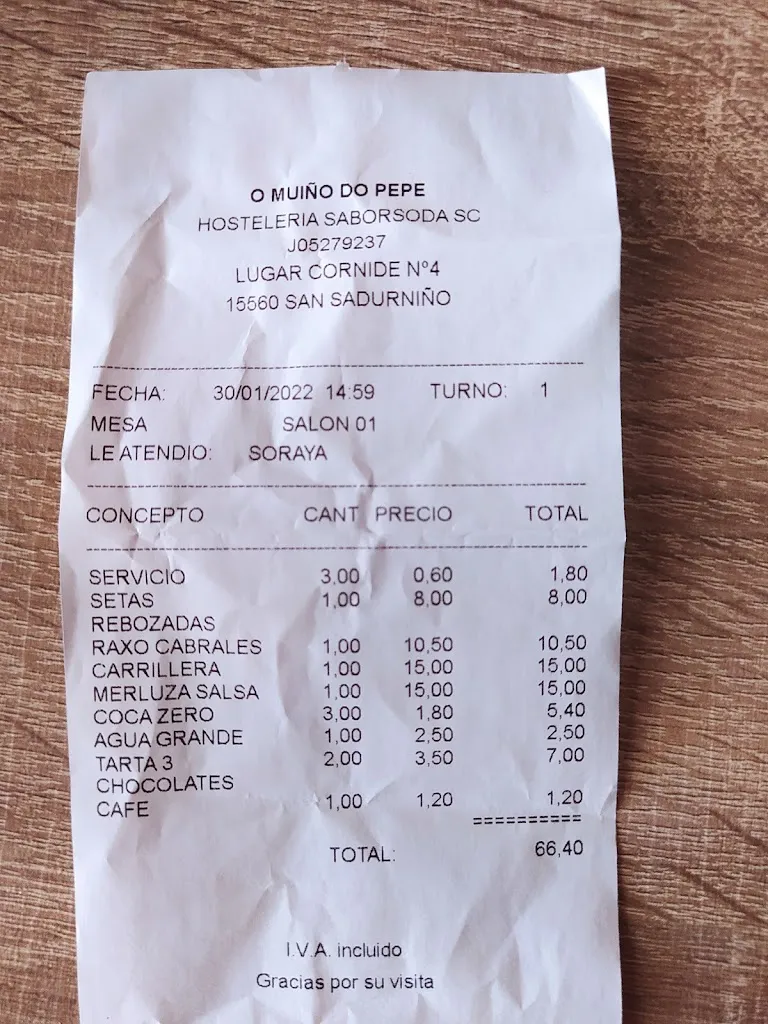 O MUIÑO DO PEPE
HOSTELERIA SABORSODA SC
J05279237
LUGAR CORNIDE Nº4
15560 SAN SADURNIÑO
FECHA: 30/01/2022 14:59 TURNO: 1
MESA SALON 01
LE ATENDIO: SORAYA
CONCEPTO CANT PRECIO TOTAL
SERVICIO 3,00 0,60 1,80
SETAS 1,00 8,00 8,00
REBOZADAS
RAXO CABRALES 1,00 10,50 10,50
CARRILLERA 1,00 15,00 15,00
MERLUZA SALSA 1,00 15,00 15,00
COCA ZERO 3,00 1,80 5,40
AGUA GRANDE 1,00 2,50 2,50
TARTA 3 2,00 3,50 7,00
CHOCOLATES
CAFE 1,00 1,20 1,20
==========
TOTAL: 66,40
I.V.A. incluido
Gracias por su visita